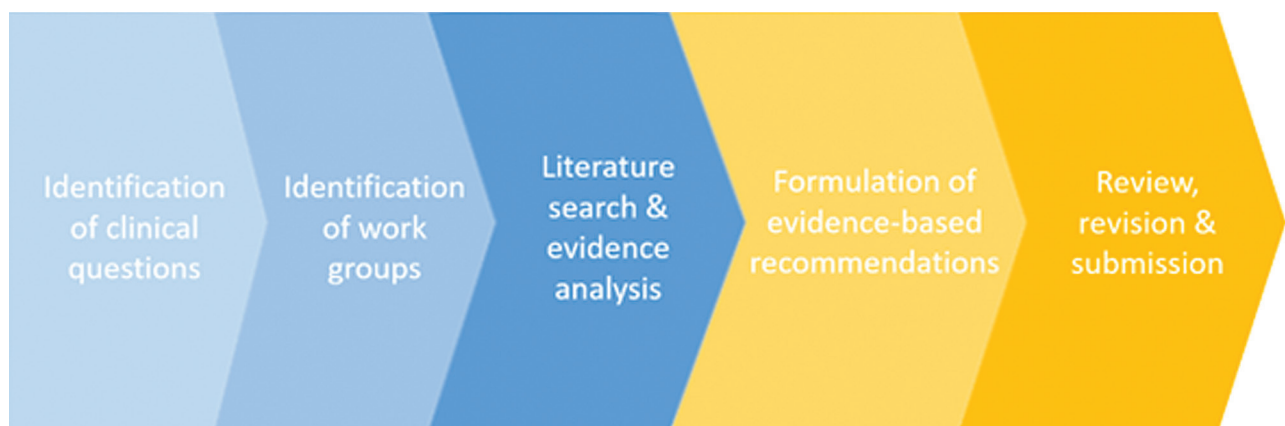 Identification
of clinical
questions
Identification
of work
groups
Literature
search &
evidence
analysis
Formulation of
evidence-based
recommendations
Review,
revision &
submission